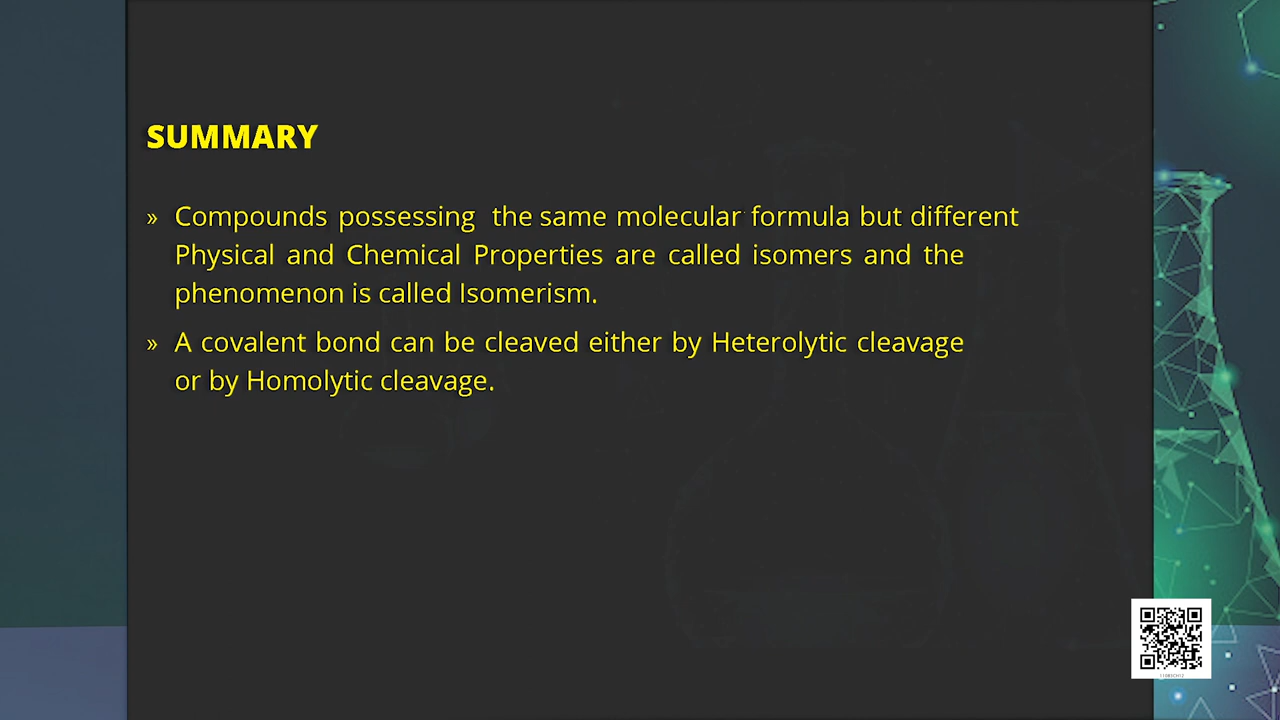 SUMMARY
» Compounds possessing the same molecular formula but different
Physical and Chemical Properties are called isomers and the
phenomenon is called Isomerism.
» A covalent bond can be cleaved either by Heterolytic cleavage
or by Homolytic cleavage.